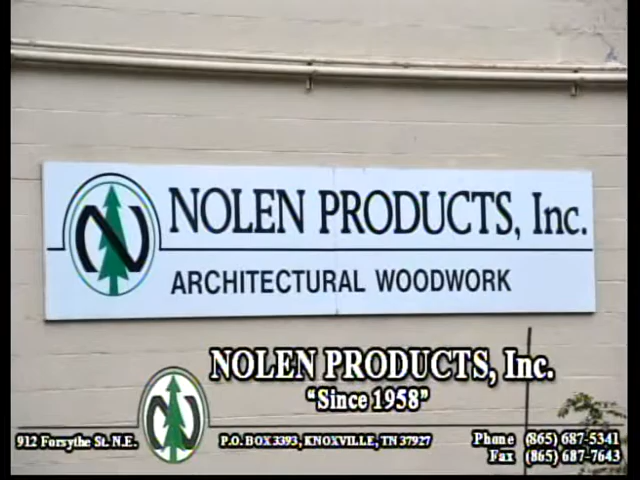 N
NOLEN PRODUCTS, Inc.
ARCHITECTURAL WOODWORK
NOLEN PRODUCTS, Inc.
"Since 1958"
N
912 Forsythe St. N.E.
P.O. BOX 3393, KNOXVILLE, TN 37927
Phone (865) 687-5341
Fax (865) 687-7643